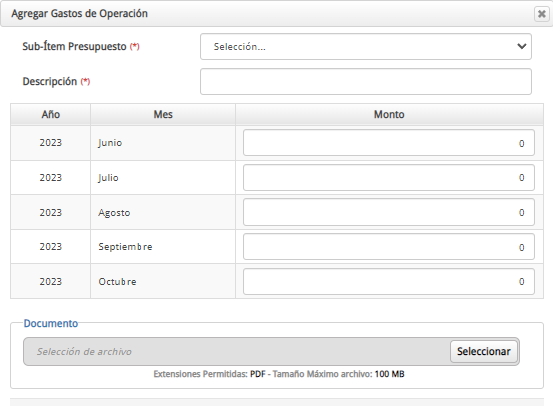 Agregar Gastos de Operación
Sub-Ítem Presupuesto (*) Selección...
Descripción (*)
Año Mes Monto
2023 Junio 0
2023 Julio 0
2023 Agosto 0
2023 Septiembre 0
2023 Octubre 0
Documento
Selección de archivo Seleccionar
Extensiones Permitidas: PDF - Tamaño Máximo archivo: 100 MB